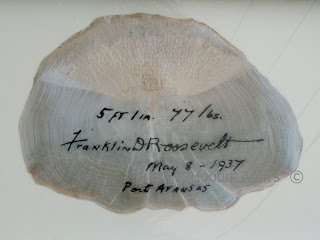 5 FT 1 in. 77 lbs.
Franklin D Roosevelt
May 8 - 1937
Port Aransas
©